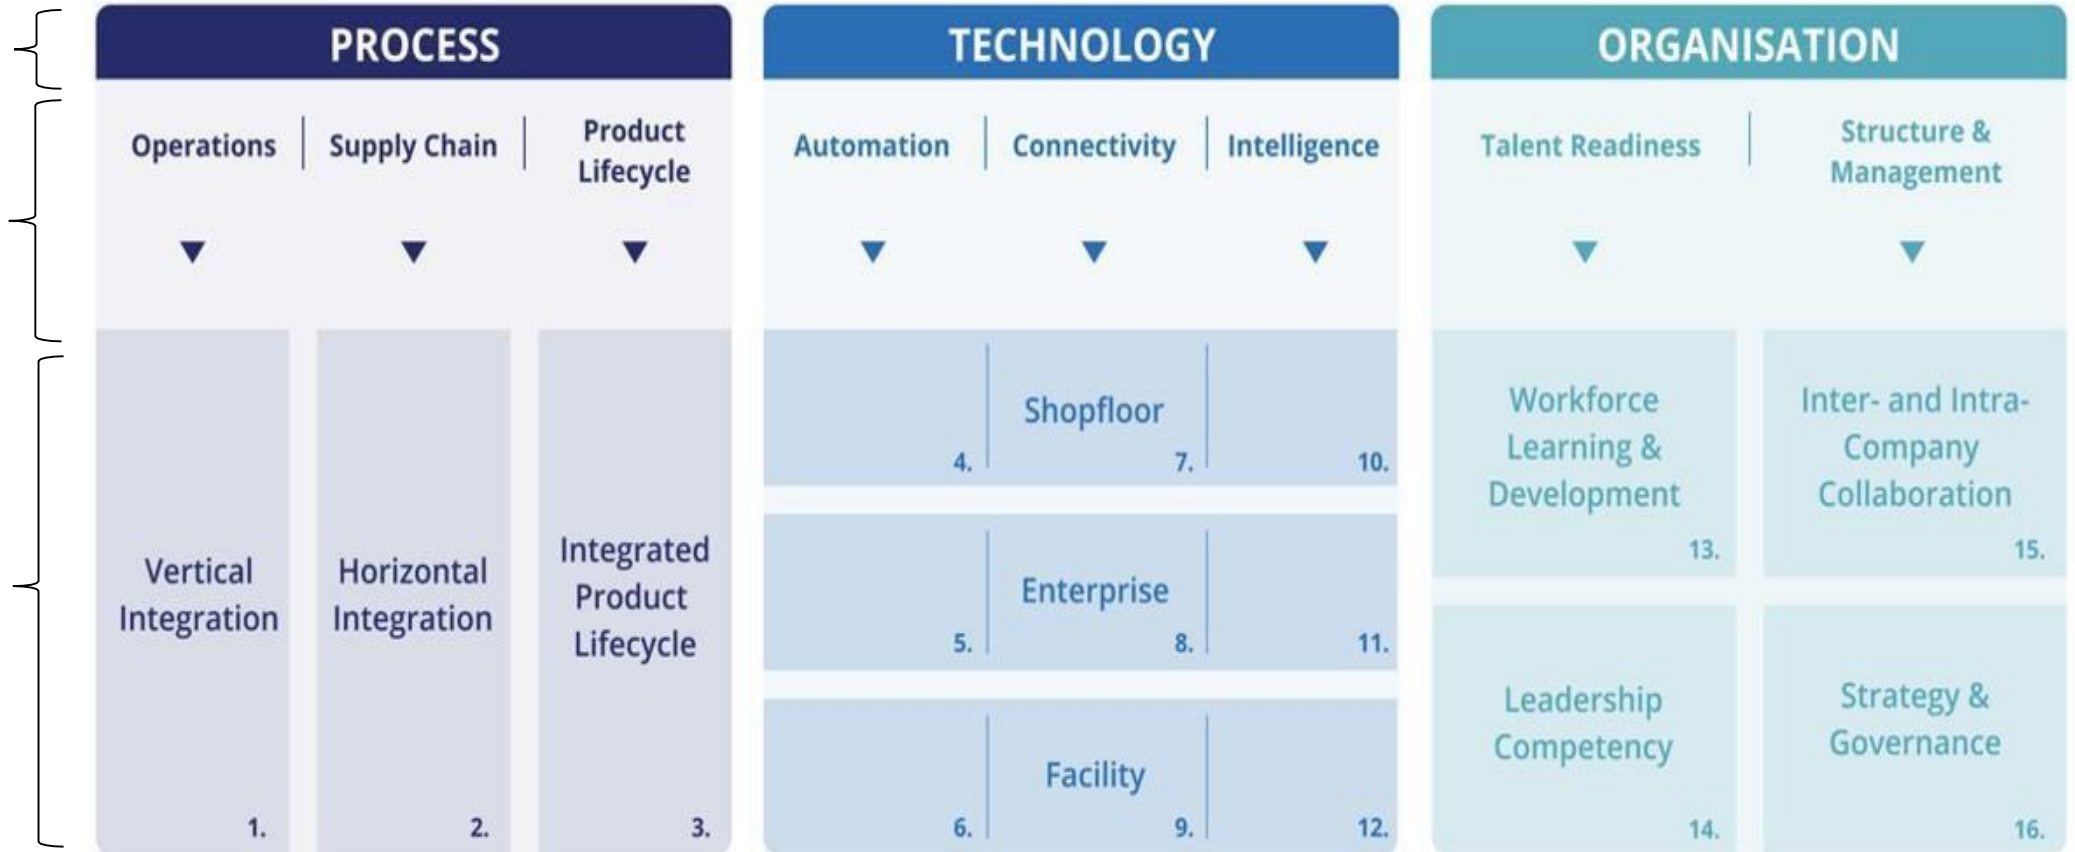 PROCESS
Operations
Supply Chain
Product
Lifecycle
Vertical
Integration
1.
Horizontal
Integration
2.
Integrated
Product
Lifecycle
3.
TECHNOLOGY
Automation
Connectivity
Intelligence
Shopfloor
4.
7.
10.
Enterprise
5.
8.
11.
Facility
6.
9.
12.
ORGANISATION
Talent Readiness
Structure &
Management
Workforce
Learning &
Development
13.
Inter- and Intra-
Company
Collaboration
15.
Leadership
Competency
14.
Strategy &
Governance
16.